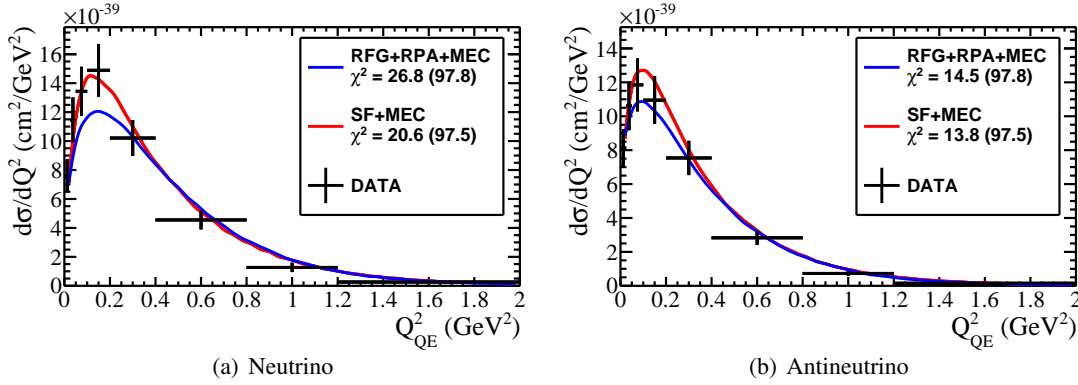 ×10⁻³⁹
dσ/dQ² (cm²/GeV²)
16
14
12
10
8
6
4
2
0
RFG+RPA+MEC
χ² = 26.8 (97.8)
SF+MEC
χ² = 20.6 (97.5)
DATA
0 0.2 0.4 0.6 0.8 1 1.2 1.4 1.6 1.8 2
Q²_QE (GeV²)
(a) Neutrino
×10⁻³⁹
dσ/dQ² (cm²/GeV²)
14
12
10
8
6
4
2
0
RFG+RPA+MEC
χ² = 14.5 (97.8)
SF+MEC
χ² = 13.8 (97.5)
DATA
0 0.2 0.4 0.6 0.8 1 1.2 1.4 1.6 1.8 2
Q²_QE (GeV²)
(b) Antineutrino